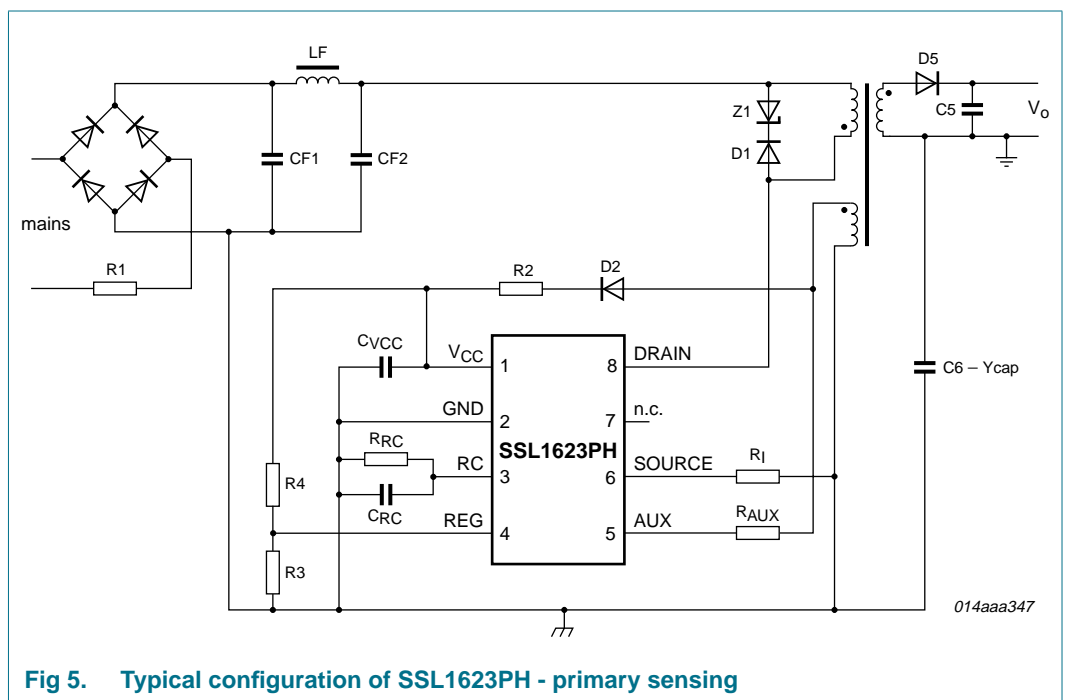 LF
D5
Z1
C5
Vo
D1
CF1
CF2
mains
R1
R2
D2
CVCC
VCC
1
8
DRAIN
C6 – Ycap
GND
2
7
n.c.
SSL1623PH
RRC
RC
3
6
SOURCE
RI
R4
CRC
REG
4
5
AUX
RAUX
R3
014aaa347
Fig 5. Typical configuration of SSL1623PH - primary sensing